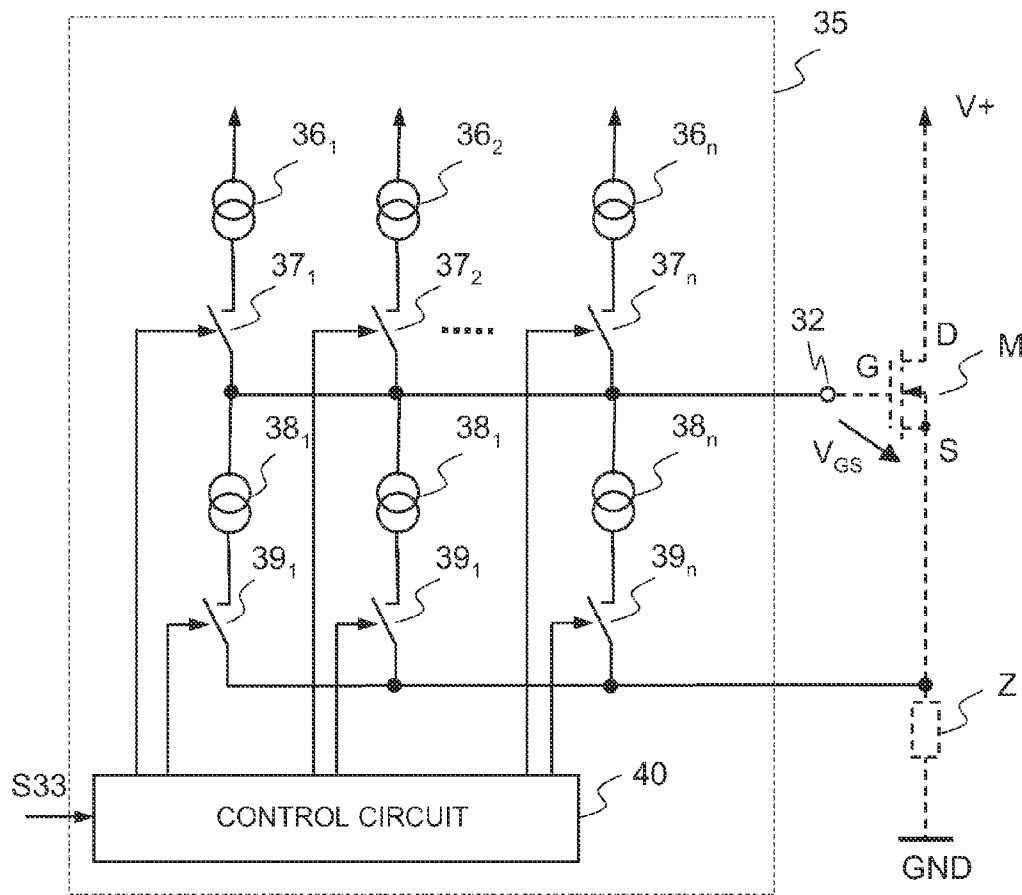 35
V+
36₁
36₂
36ₙ
37₁
37₂
37ₙ
32
D
M
G
S
V_GS
38₁
38₁
38ₙ
39₁
39₁
39ₙ
Z
S33
40
CONTROL CIRCUIT
GND